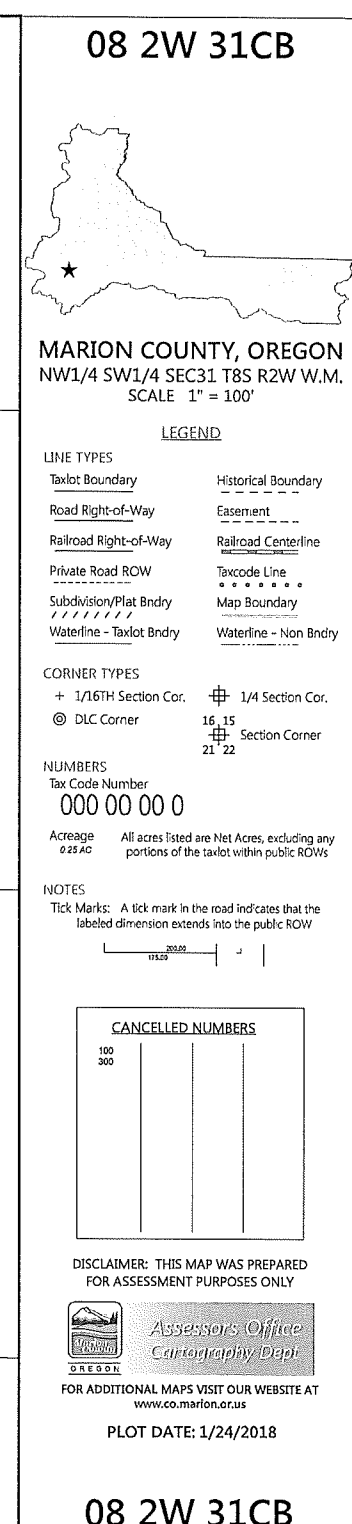 08 2W 31CB
MARION COUNTY, OREGON
NW1/4 SW1/4 SEC31 T8S R2W W.M.
SCALE 1" = 100'
LEGEND
LINE TYPES
Taxlot Boundary
Historical Boundary
Road Right-of-Way
Easement
Railroad Right-of-Way
Railroad Centerline
Private Road ROW
Taxcode Line
Subdivision/Plat Bndry
Map Boundary
Waterline - Taxlot Bndry
Waterline - Non Bndry
CORNER TYPES
+ 1/16TH Section Cor.
1/4 Section Cor.
DLC Corner
16 15
Section Corner
21 22
NUMBERS
Tax Code Number
000 00 00 0
Acreage
0.25 AC
All acres listed are Net Acres, excluding any
portions of the taxlot within public ROWs
NOTES
Tick Marks: A tick mark in the road indicates that the
labeled dimension extends into the public ROW
200.00
175.00
CANCELLED NUMBERS
100
300
DISCLAIMER: THIS MAP WAS PREPARED
FOR ASSESSMENT PURPOSES ONLY
OREGON
Assessors Office
Cartography Dept
FOR ADDITIONAL MAPS VISIT OUR WEBSITE AT
www.co.marion.or.us
PLOT DATE: 1/24/2018
08 2W 31CB